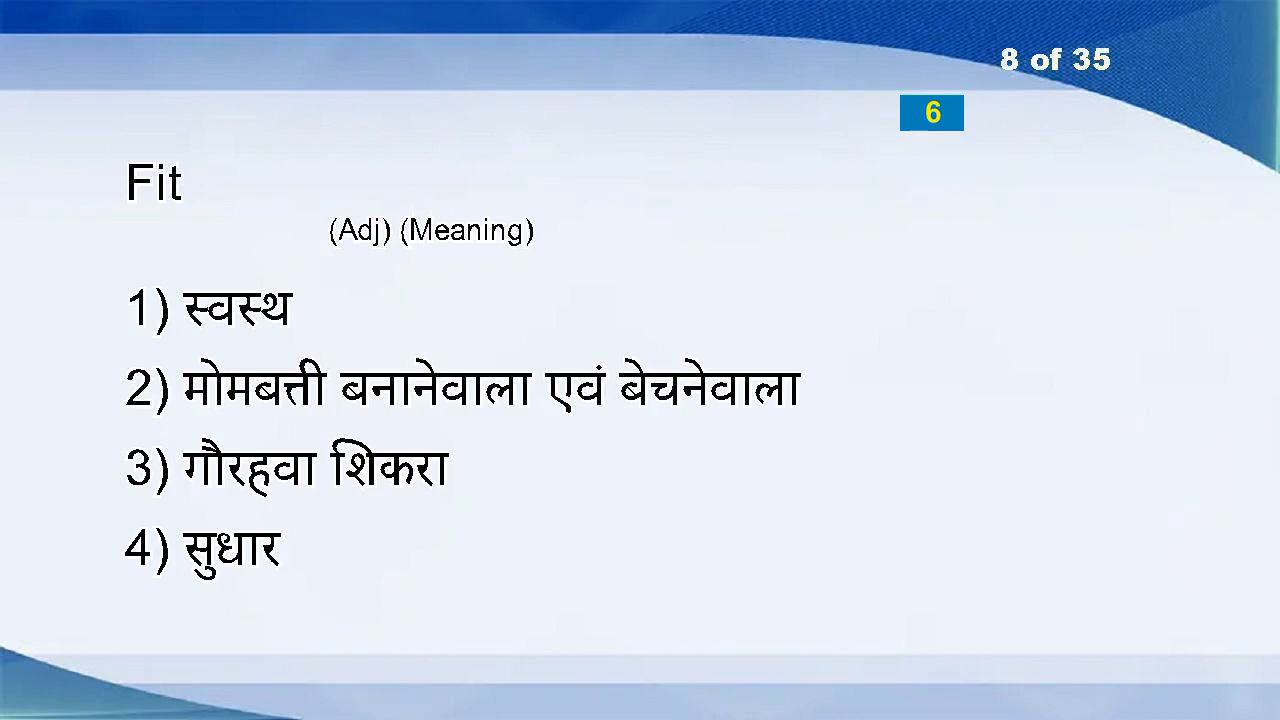 8 of 35
6
Fit
(Adj) (Meaning)
1) स्वस्थ
2) मोमबत्ती बनानेवाला एवं बेचनेवाला
3) गौरहवा शिकरा
4) सुधार